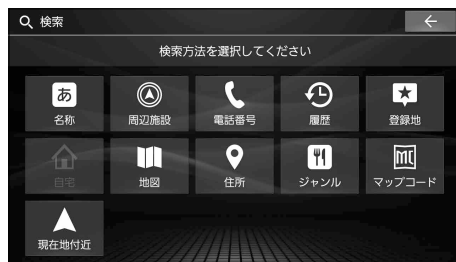 検索
検索方法を選択してください
あ
名称
周辺施設
電話番号
履歴
登録地
自宅
地図
住所
ジャンル
MC
マップコード
現在地付近